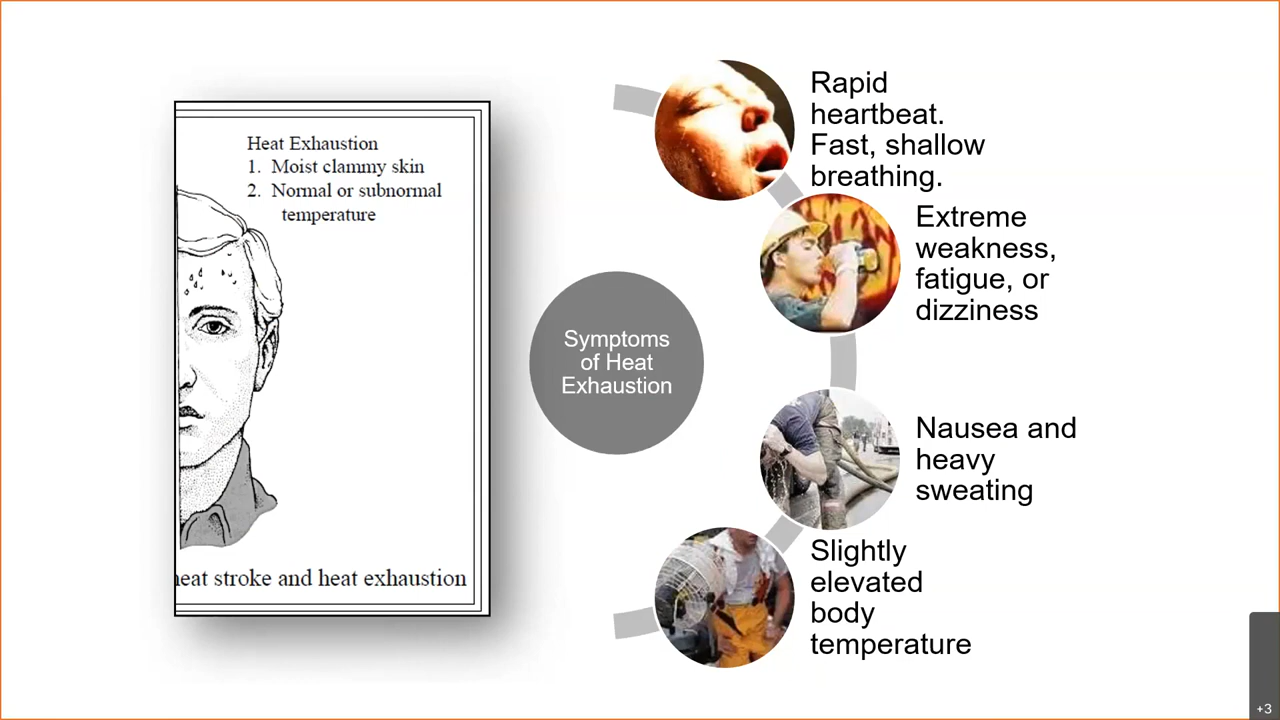 Heat Exhaustion
1. Moist clammy skin
2. Normal or subnormal
temperature
heat stroke and heat exhaustion
Symptoms
of Heat
Exhaustion
Rapid
heartbeat.
Fast, shallow
breathing.
Extreme
weakness,
fatigue, or
dizziness
Nausea and
heavy
sweating
Slightly
elevated
body
temperature
+3